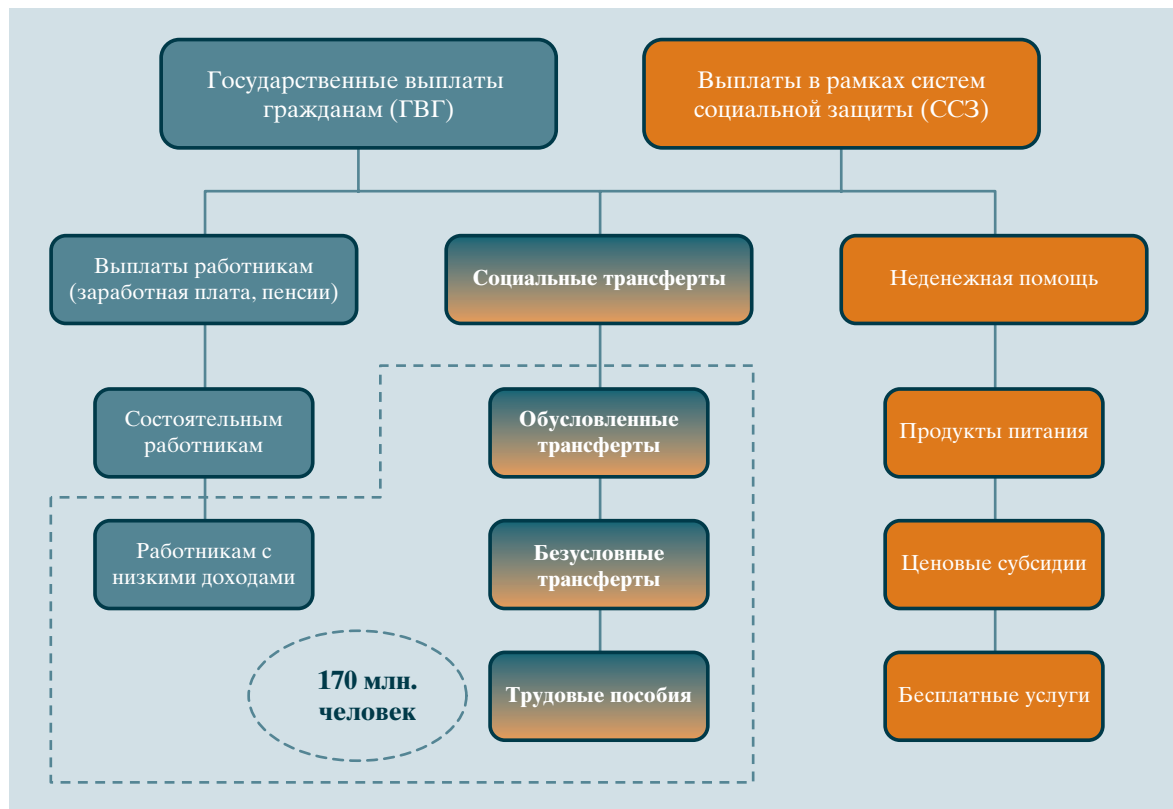 Государственные выплаты
гражданам (ГВГ)
Выплаты в рамках систем
социальной защиты (ССЗ)
Выплаты работникам
(заработная плата, пенсии)
Социальные трансферты
Неденежная помощь
Состоятельным
работникам
Обусловленные
трансферты
Продукты питания
Работникам с
низкими доходами
Безусловные
трансферты
Ценовые субсидии
170 млн.
человек
Трудовые пособия
Бесплатные услуги